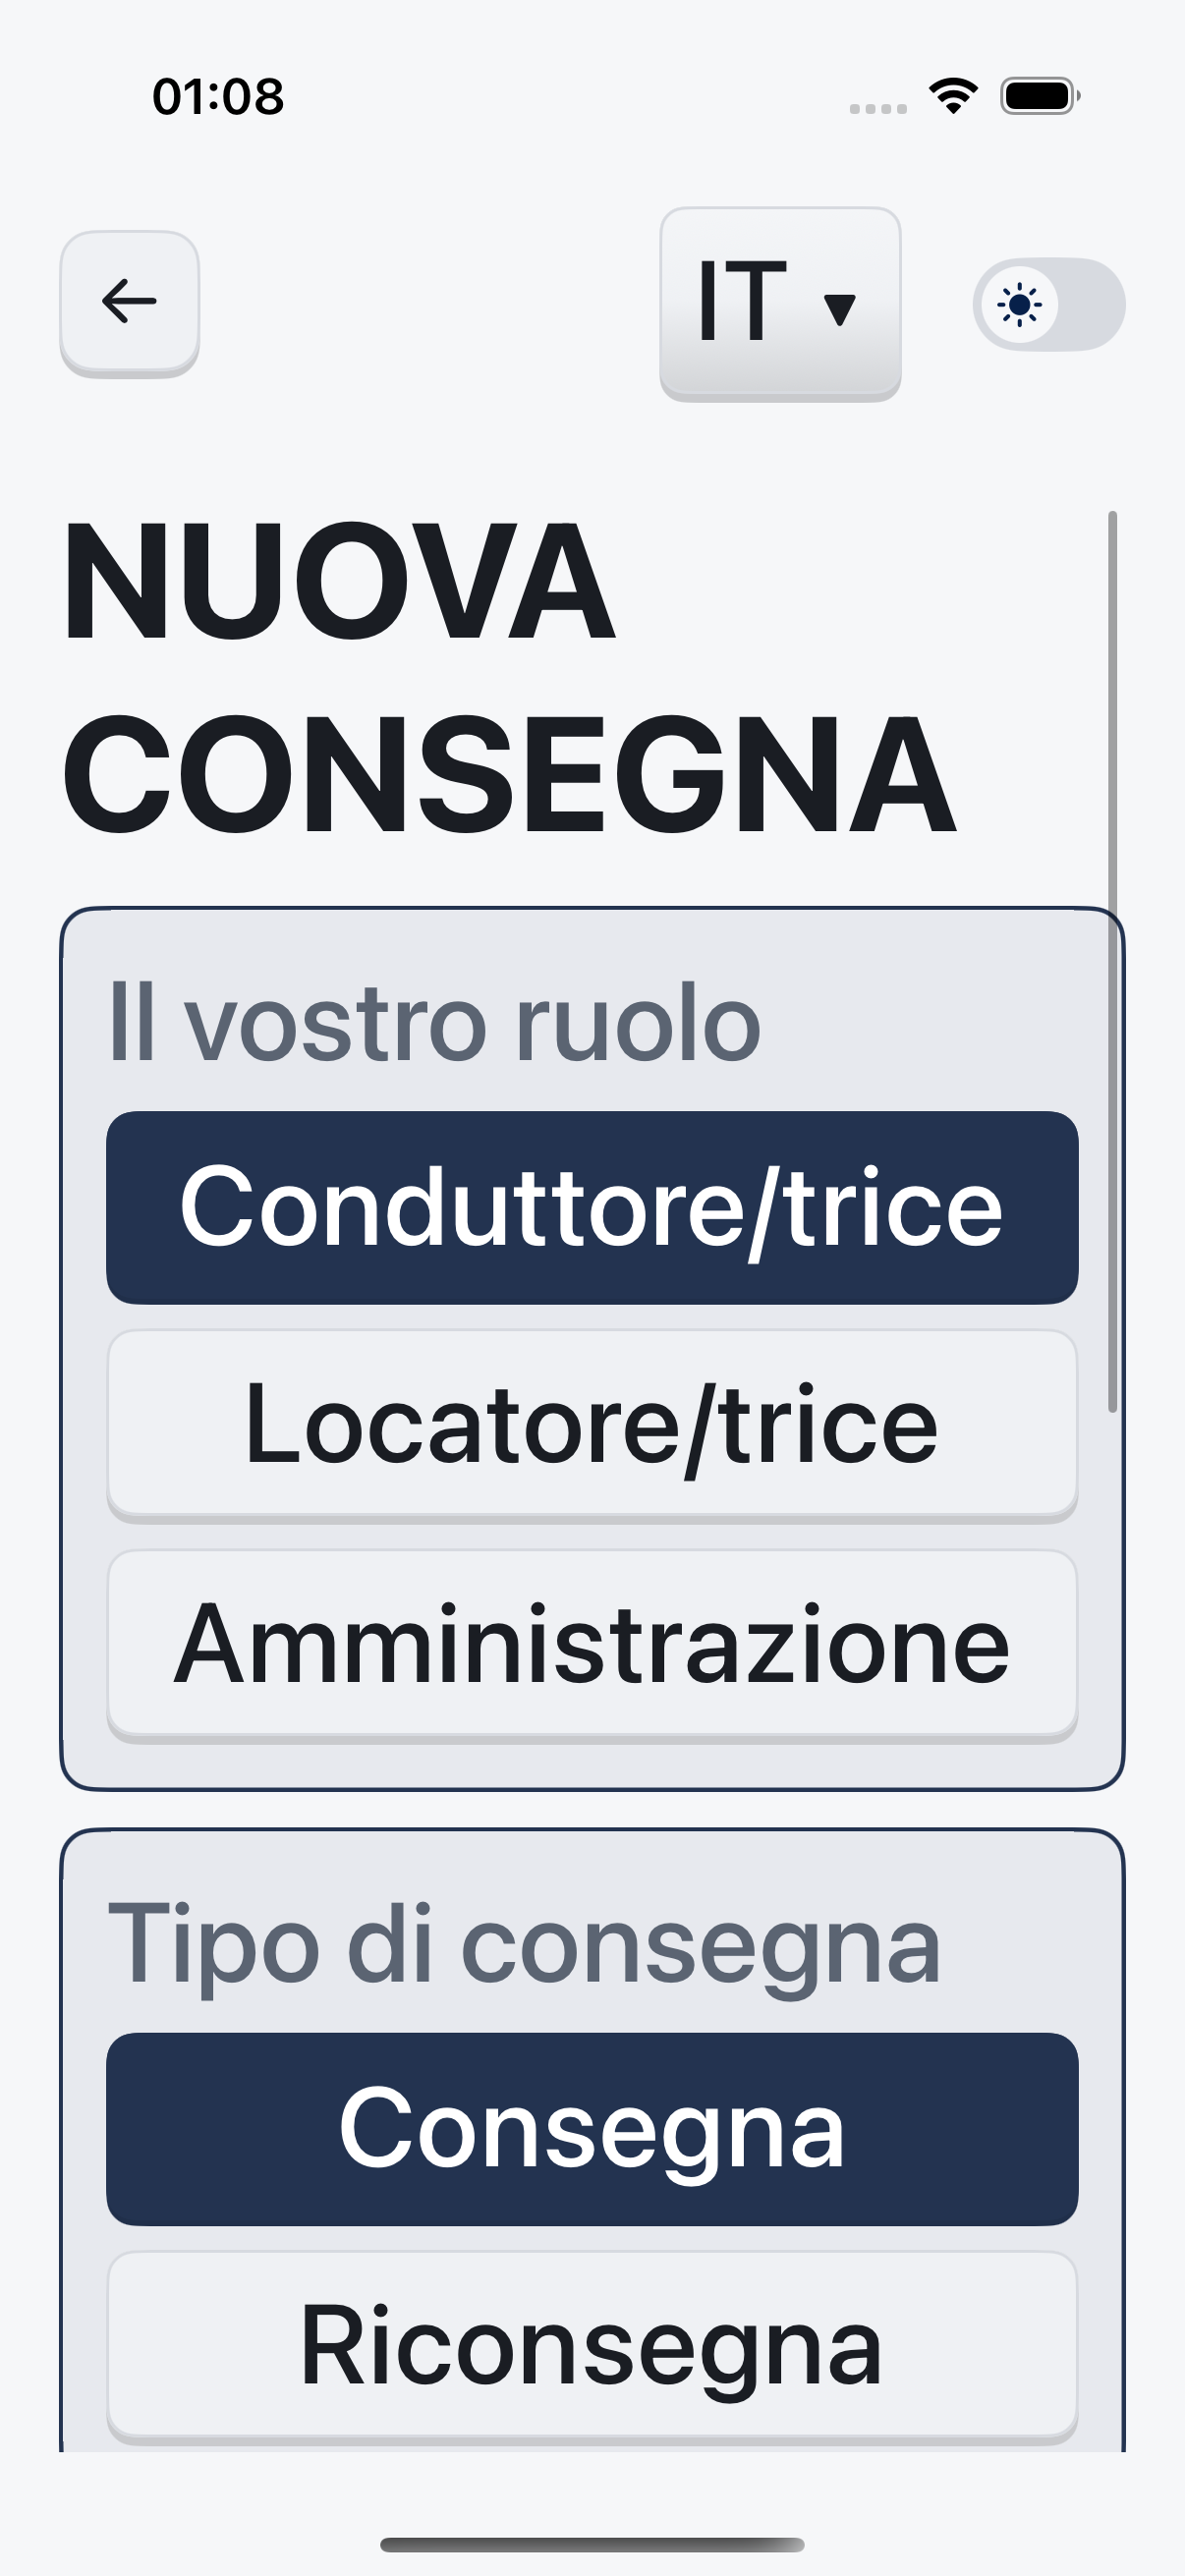 01:08
IT
NUOVA
CONSEGNA
Il vostro ruolo
Conduttore/trice
Locatore/trice
Amministrazione
Tipo di consegna
Consegna
Riconsegna